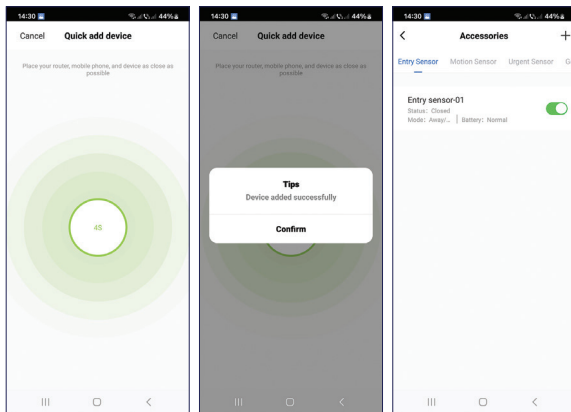 14:30
44%
Cancel Quick add device
Place your router, mobile phone, and device as close as
possible
4S
14:30
44%
Cancel Quick add device
Place your router, mobile phone, and device as close as
possible
Tips
Device added successfully
Confirm
14:30
44%
Accessories
Entry Sensor Motion Sensor Urgent Sensor G
Entry sensor-01
Status: Closed
Mode: Away/... | Battery: Normal